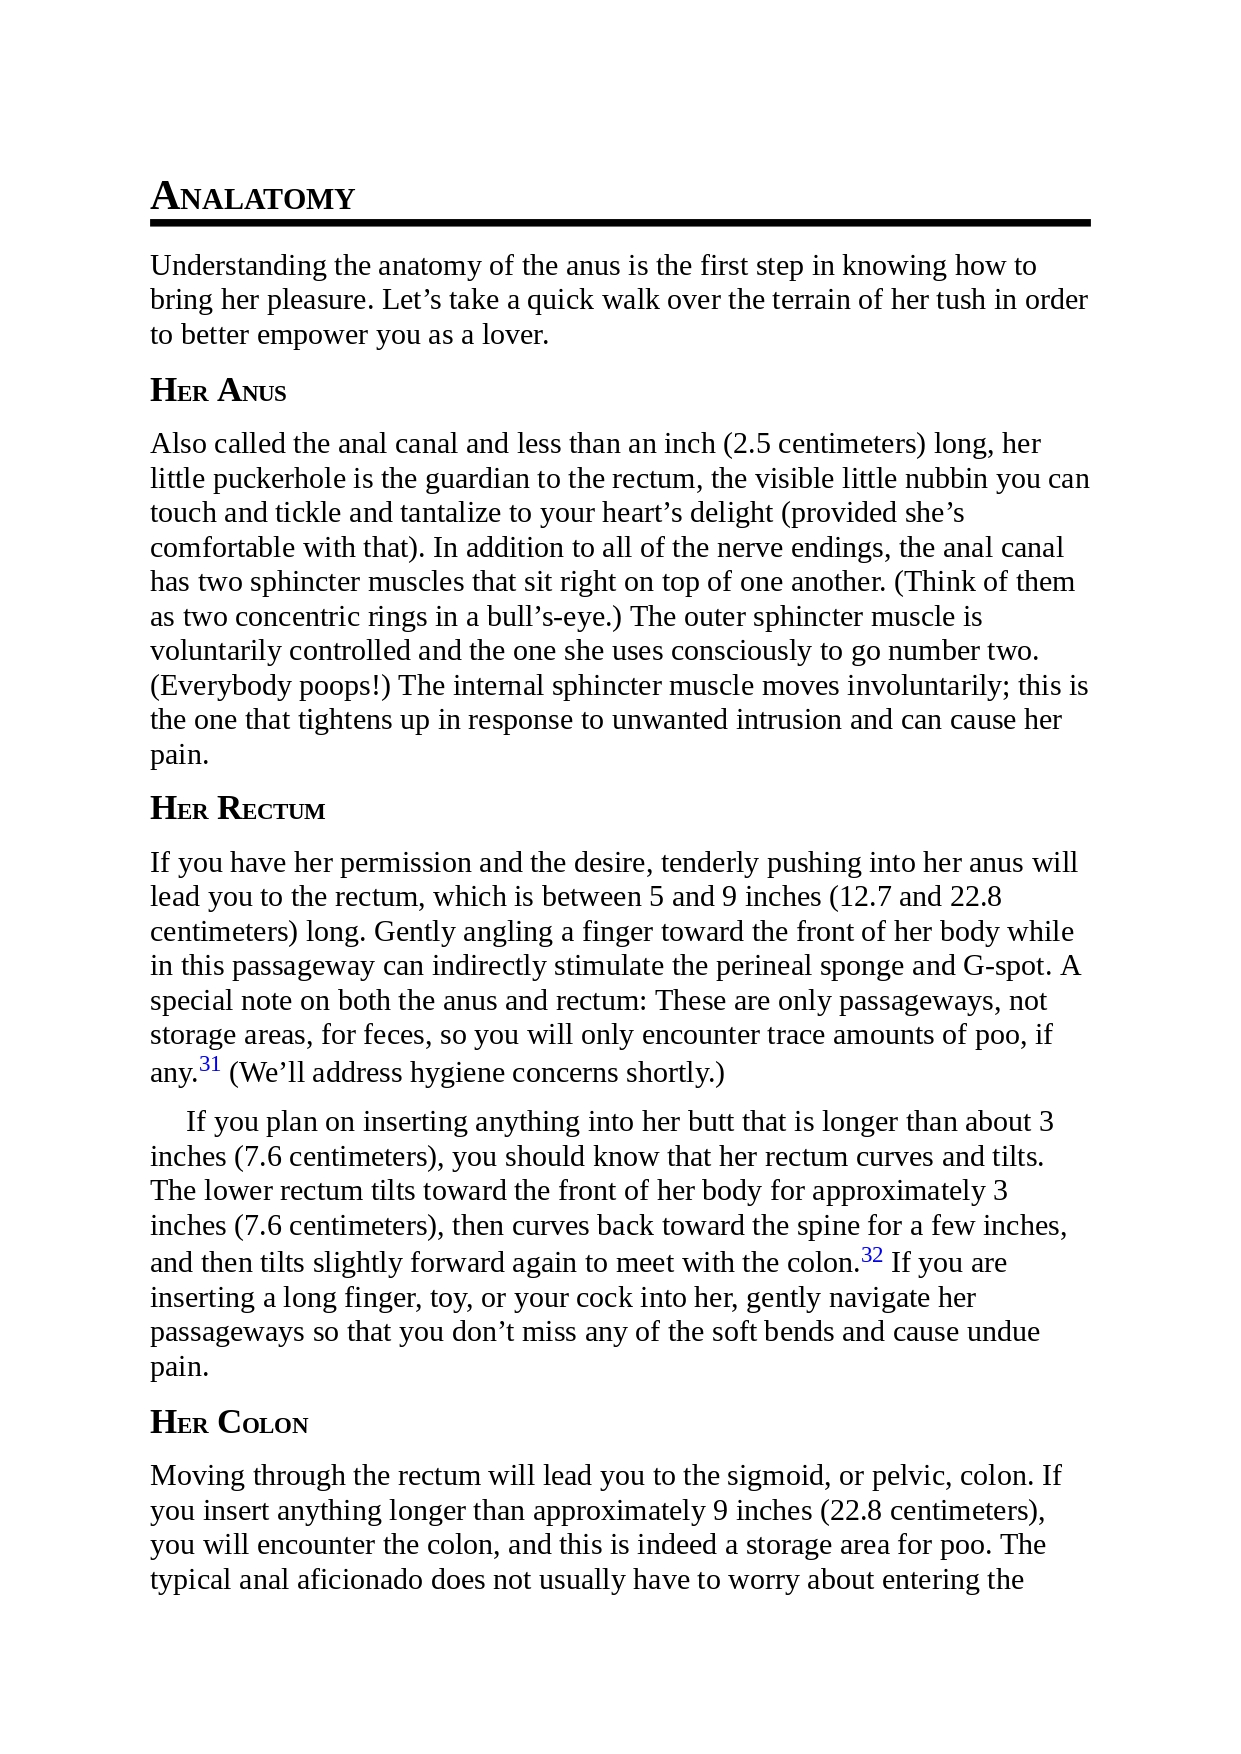 ANALATOMY
Understanding the anatomy of the anus is the first step in knowing how to
bring her pleasure. Let’s take a quick walk over the terrain of her tush in order
to better empower you as a lover.
HER ANUS
Also called the anal canal and less than an inch (2.5 centimeters) long, her
little puckerhole is the guardian to the rectum, the visible little nubbin you can
touch and tickle and tantalize to your heart’s delight (provided she’s
comfortable with that). In addition to all of the nerve endings, the anal canal
has two sphincter muscles that sit right on top of one another. (Think of them
as two concentric rings in a bull’s-eye.) The outer sphincter muscle is
voluntarily controlled and the one she uses consciously to go number two.
(Everybody poops!) The internal sphincter muscle moves involuntarily; this is
the one that tightens up in response to unwanted intrusion and can cause her
pain.
HER RECTUM
If you have her permission and the desire, tenderly pushing into her anus will
lead you to the rectum, which is between 5 and 9 inches (12.7 and 22.8
centimeters) long. Gently angling a finger toward the front of her body while
in this passageway can indirectly stimulate the perineal sponge and G-spot. A
special note on both the anus and rectum: These are only passageways, not
storage areas, for feces, so you will only encounter trace amounts of poo, if
any.31 (We’ll address hygiene concerns shortly.)
If you plan on inserting anything into her butt that is longer than about 3
inches (7.6 centimeters), you should know that her rectum curves and tilts.
The lower rectum tilts toward the front of her body for approximately 3
inches (7.6 centimeters), then curves back toward the spine for a few inches,
and then tilts slightly forward again to meet with the colon.32 If you are
inserting a long finger, toy, or your cock into her, gently navigate her
passageways so that you don’t miss any of the soft bends and cause undue
pain.
HER COLON
Moving through the rectum will lead you to the sigmoid, or pelvic, colon. If
you insert anything longer than approximately 9 inches (22.8 centimeters),
you will encounter the colon, and this is indeed a storage area for poo. The
typical anal aficionado does not usually have to worry about entering the